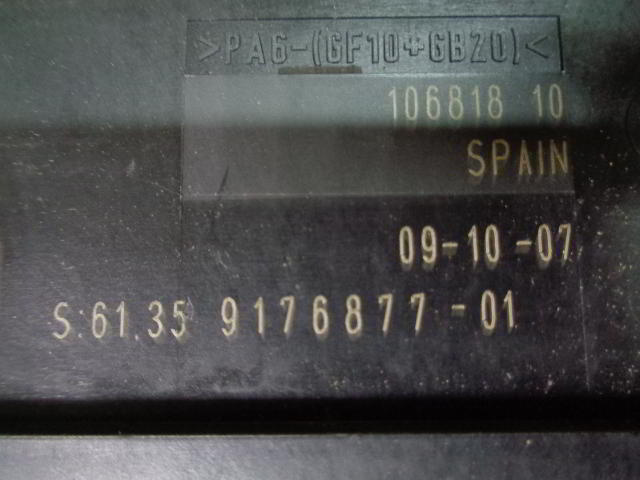 >PA6-(GF10+GB20)<
106818 10
SPAIN
09-10-07
S:61.35 9176877-01